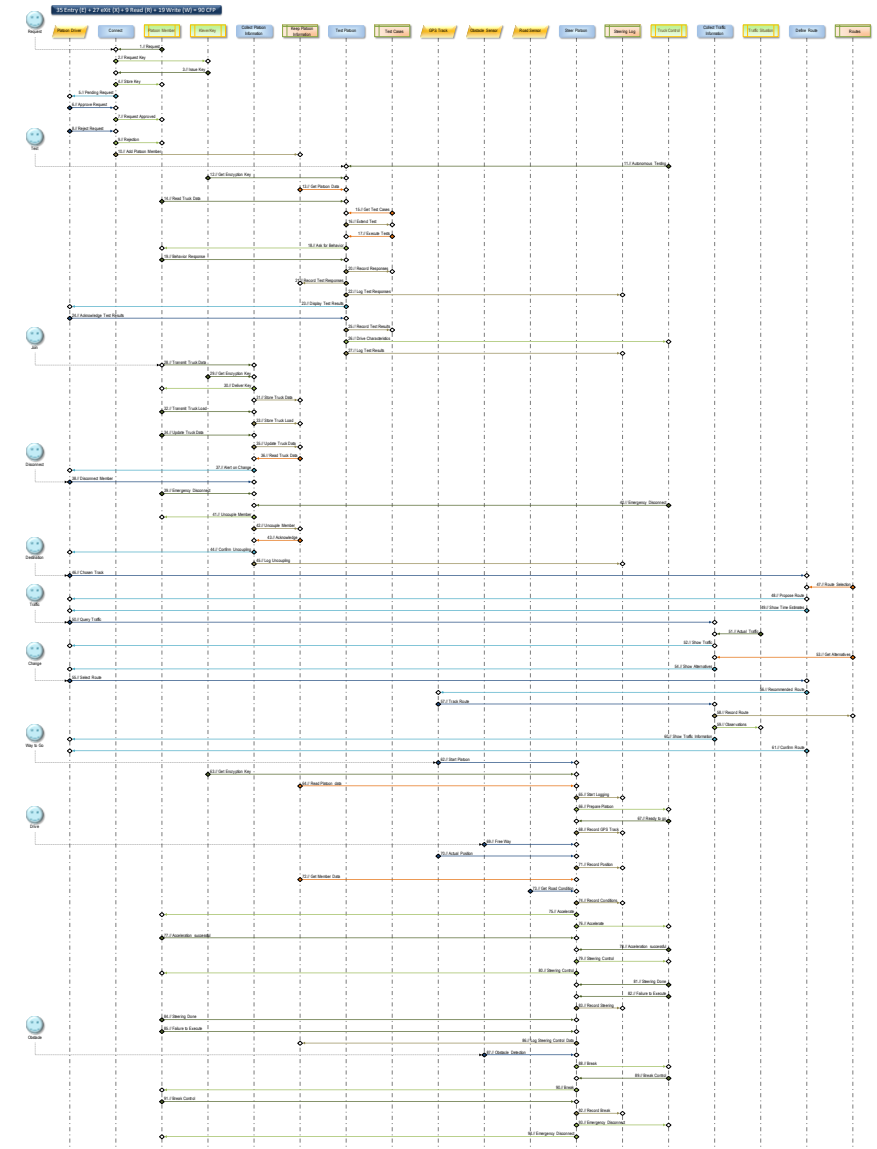 35 Entry (E) + 27 eXit (X) + 9 Read (R) + 19 Write (W) = 90 CFP
Request
Platoon Driver
Connect
Platoon Member
Collect Platoon
Information
Keep Platoon
Information
Test Platoon
Test Cases
GPS Track
Obstacle Sensor
Road Sensor
Steer Platoon
Steering Log
Truck Control
Collect Traffic
Information
Traffic Situation
Define Route
Routes
1.// Request
2.// Request Key
3.// Issue Key
4.// Store Key
5.// Pending Request
6.// Approve Request
7.// Request Approved
8.// Reject Request
9.// Rejection
10.// Add Platoon Member
Test
11.// Autonomous Testing
12.// Get Encryption Key
13.// Get Platoon Data
14.// Read Truck Data
15.// Get Test Cases
16.// Extend Test
17.// Execute Tests
18.// Ask for Behavior
19.// Behavior Response
20.// Record Responses
21.// Record Test Responses
22.// Log Test Responses
23.// Display Test Results
24.// Acknowledge Test Results
25.// Record Test Results
26.// Drive Characteristics
27.// Log Test Results
Join
28.// Transmit Truck Data
29.// Get Encryption Key
30.// Deliver Key
31.// Store Truck Data
32.// Transmit Truck Load
33.// Store Truck Load
34.// Update Truck Data
35.// Update Truck Data
36.// Read Truck Data
Disconnect
37.// Alert on Change
38.// Disconnect Member
39.// Emergency Disconnect
40.// Emergency Disconnect
41.// Uncouple Member
42.// Uncouple Member
43.// Acknowledge
44.// Confirm Uncoupling
45.// Log Uncoupling
Destination
46.// Chosen Track
47.// Route Selection
48.// Propose Route
49.// Show Time Estimates
Traffic
50.// Query Traffic
51.// Actual Traffic
52.// Show Traffic
53.// Get Alternatives
54.// Show Alternatives
Change
55.// Select Route
56.// Recommended Route
57.// Track Route
58.// Record Route
59.// Observations
60.// Show Traffic Information
61.// Confirm Route
Way to Go
62.// Start Platoon
63.// Get Encryption Key
64.// Read Platoon data
65.// Start Logging
66.// Prepare Platoon
67.// Ready to go
68.// Record GPS Track
Drive
69.// Free Way
70.// Actual Position
71.// Record Position
72.// Get Member Data
73.// Get Road Condition
74.// Record Conditions
75.// Accelerate
76.// Accelerate
77.// Acceleration successful
78.// Acceleration successful
79.// Steering Control
80.// Steering Control
81.// Steering Done
82.// Failure to Execute
83.// Record Steering
84.// Steering Done
85.// Failure to Execute
86.// Log Steering Control Data
Obstacle
87.// Obstacle Detection
88.// Break
89.// Break Control
90.// Break
91.// Break Control
92.// Record Break
93.// Emergency Disconnect
94.// Emergency Disconnect